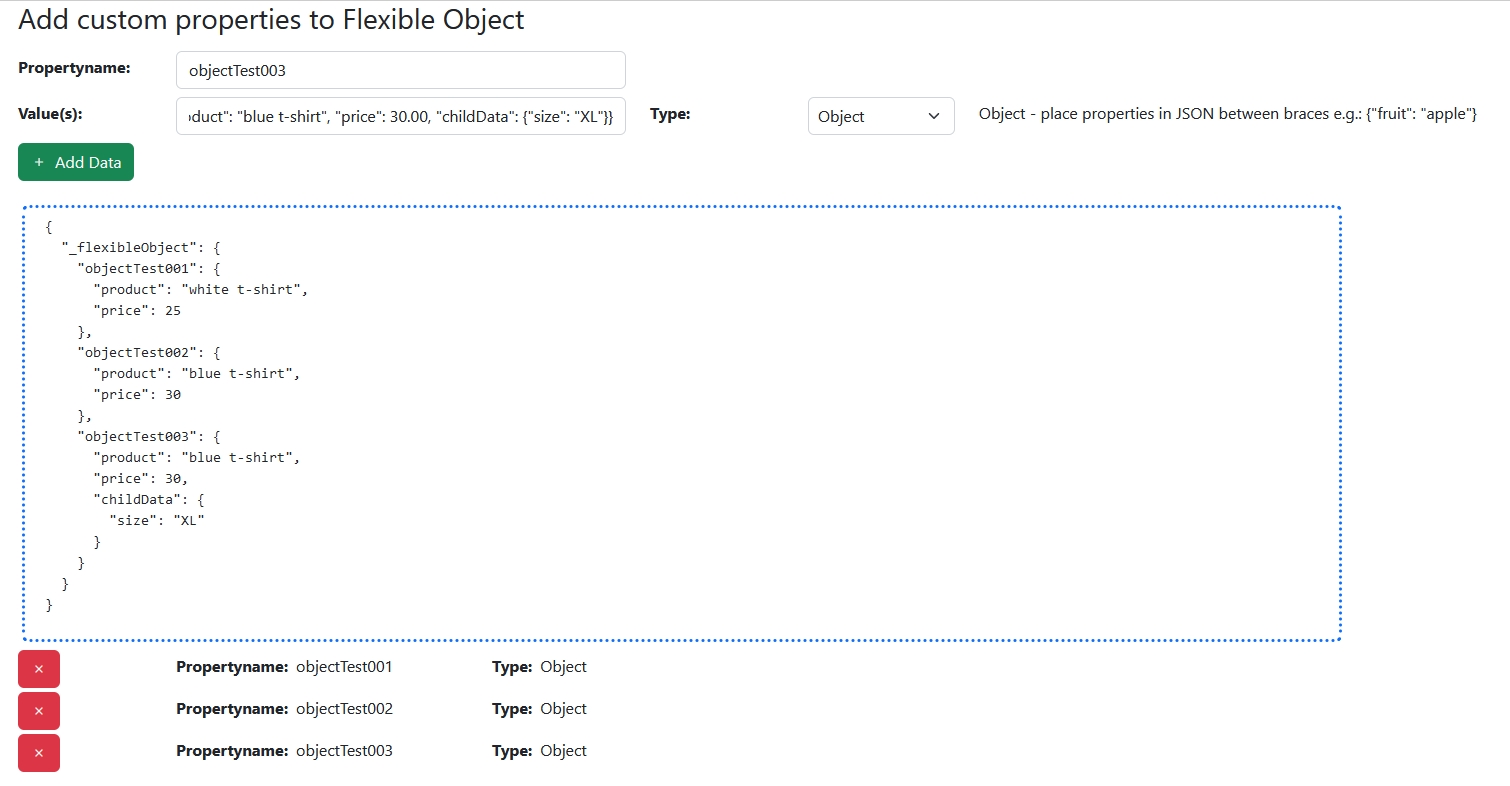 Add custom properties to Flexible Object
Propertyname: objectTest003
Value(s): duct": "blue t-shirt", "price": 30.00, "childData": {"size": "XL"}} Type: Object Object - place properties in JSON between braces e.g.: {"fruit": "apple"}
+ Add Data
{
"_flexibleObject": {
"objectTest001": {
"product": "white t-shirt",
"price": 25
},
"objectTest002": {
"product": "blue t-shirt",
"price": 30
},
"objectTest003": {
"product": "blue t-shirt",
"price": 30,
"childData": {
"size": "XL"
}
}
}
}
× Propertyname: objectTest001 Type: Object
× Propertyname: objectTest002 Type: Object
× Propertyname: objectTest003 Type: Object